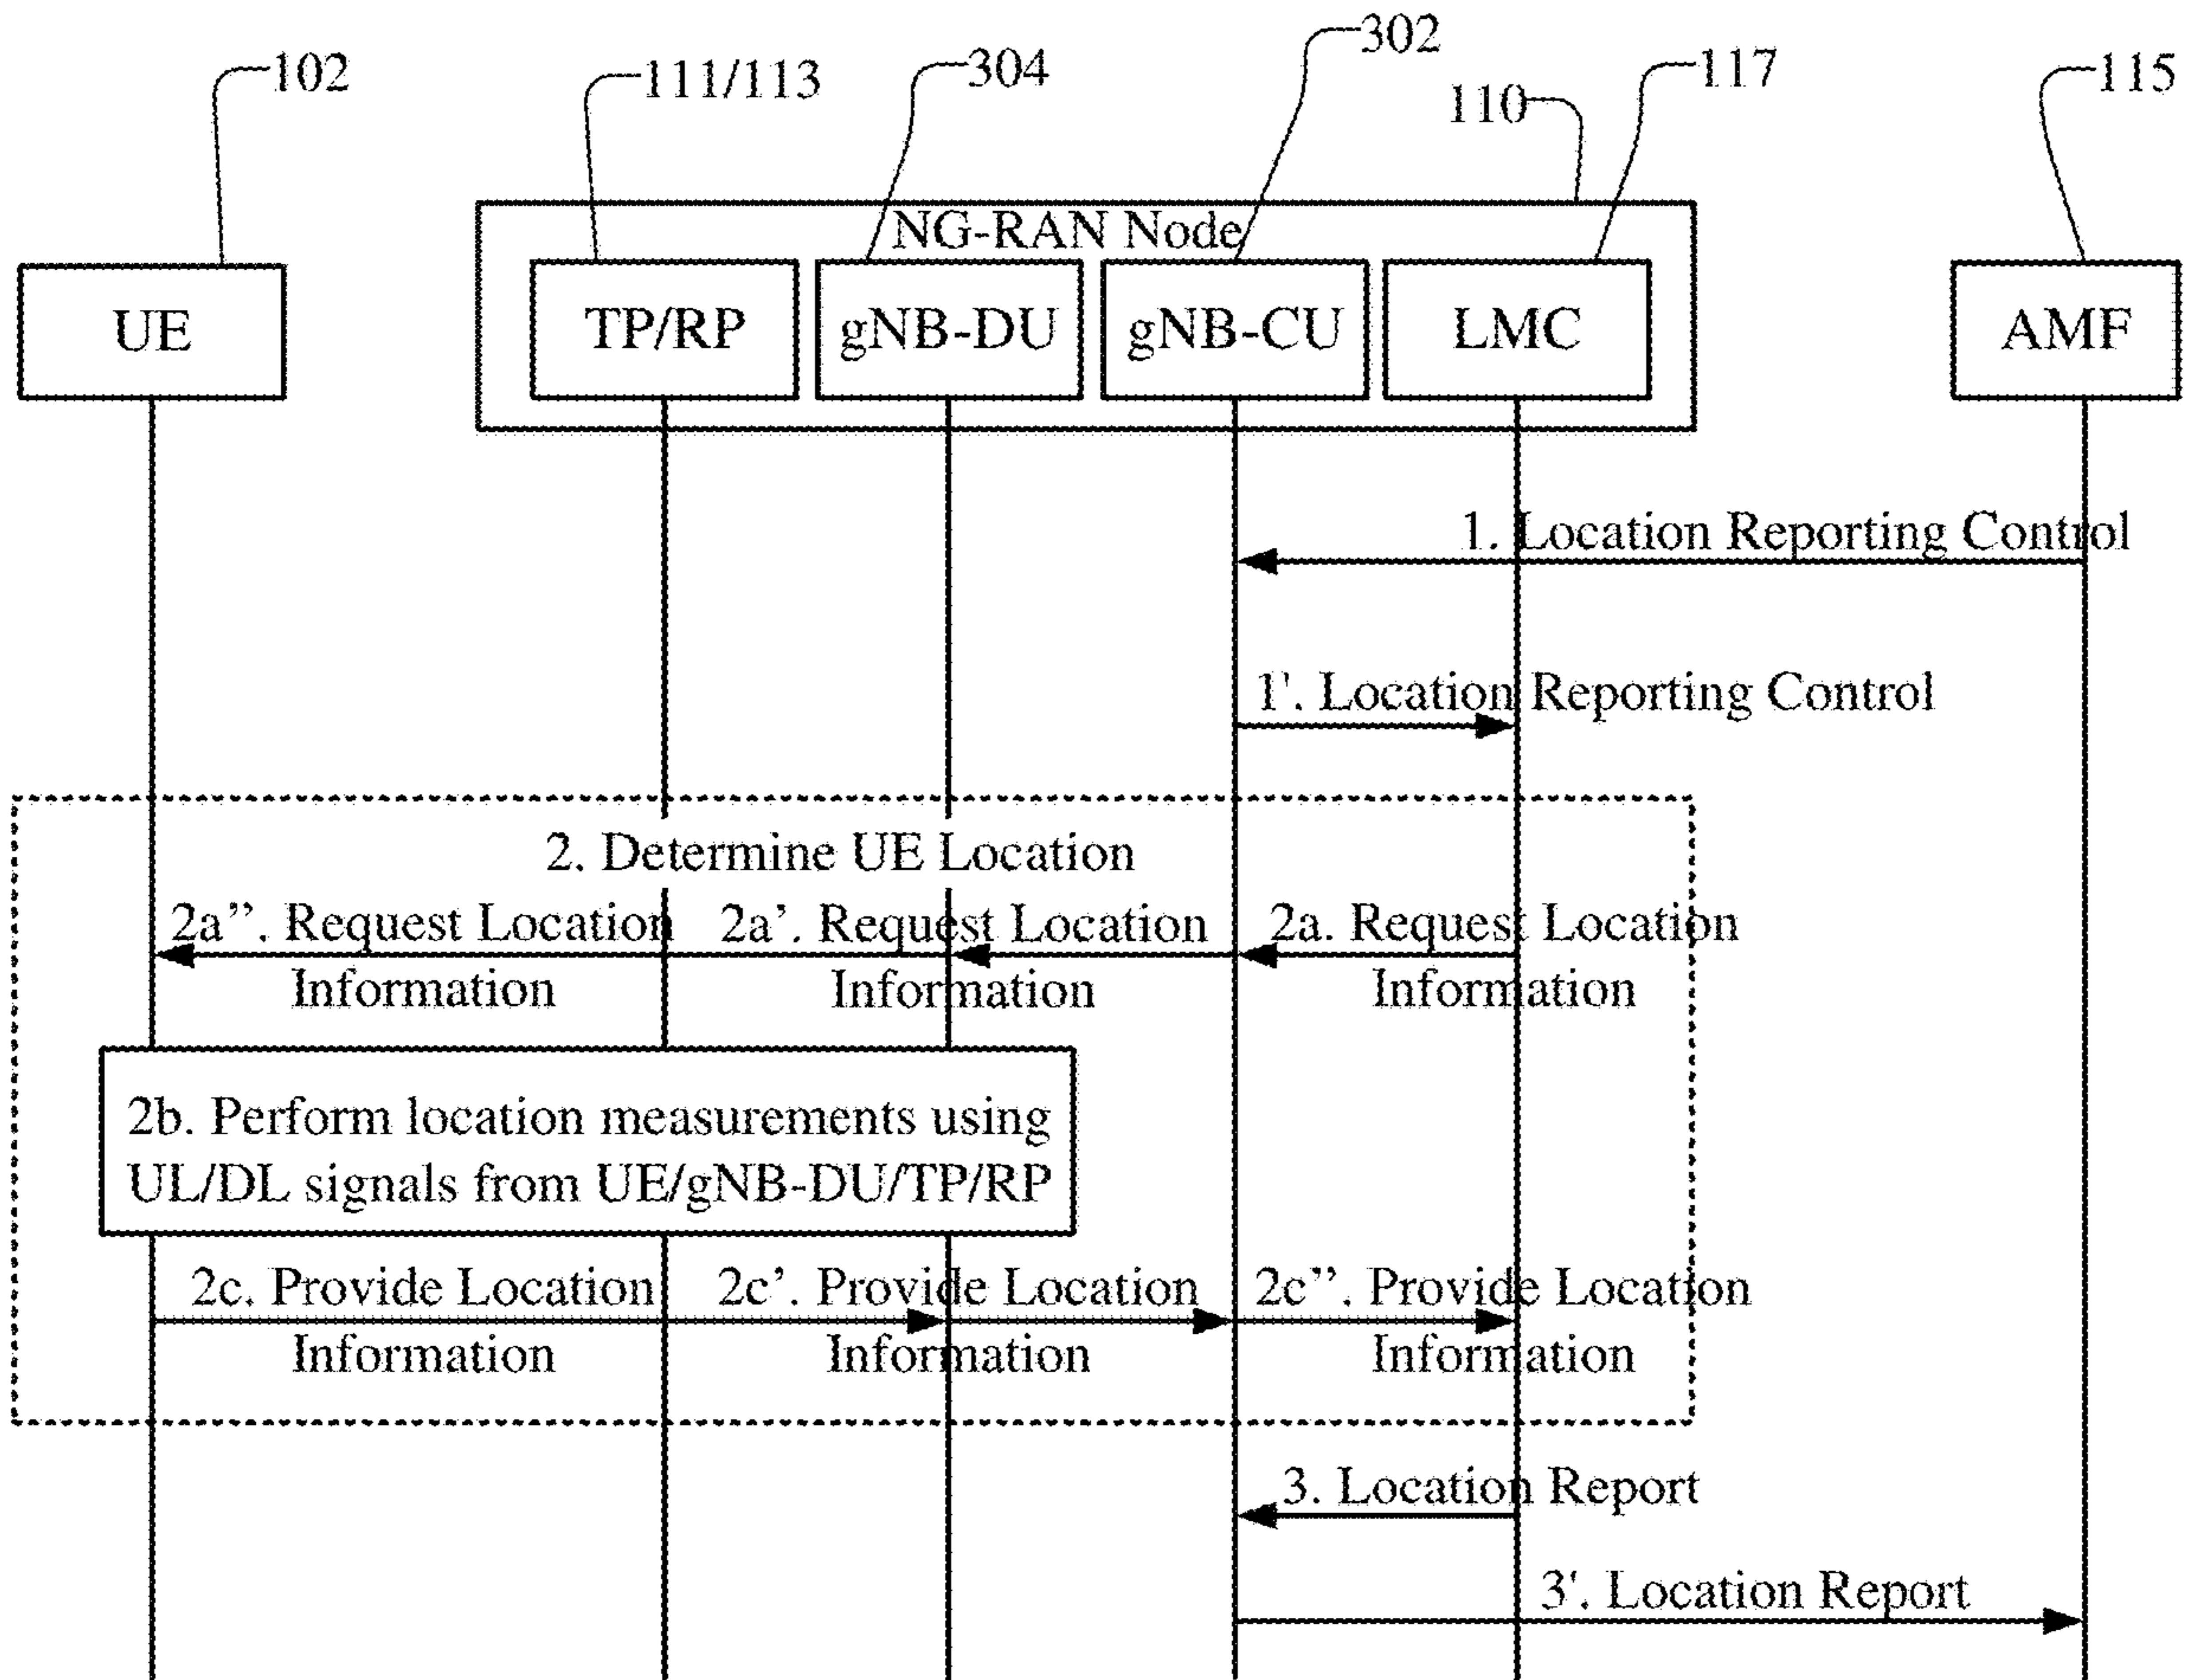 102
111/113
304
302
110
117
115
NG-RAN Node
UE
TP/RP
gNB-DU
gNB-CU
LMC
AMF
1. Location Reporting Control
1'. Location Reporting Control
2. Determine UE Location
2a’’. Request Location
Information
2a’. Request Location
Information
2a. Request Location
Information
2b. Perform location measurements using
UL/DL signals from UE/gNB-DU/TP/RP
2c. Provide Location
Information
2c’. Provide Location
Information
2c’’. Provide Location
Information
3. Location Report
3'. Location Report